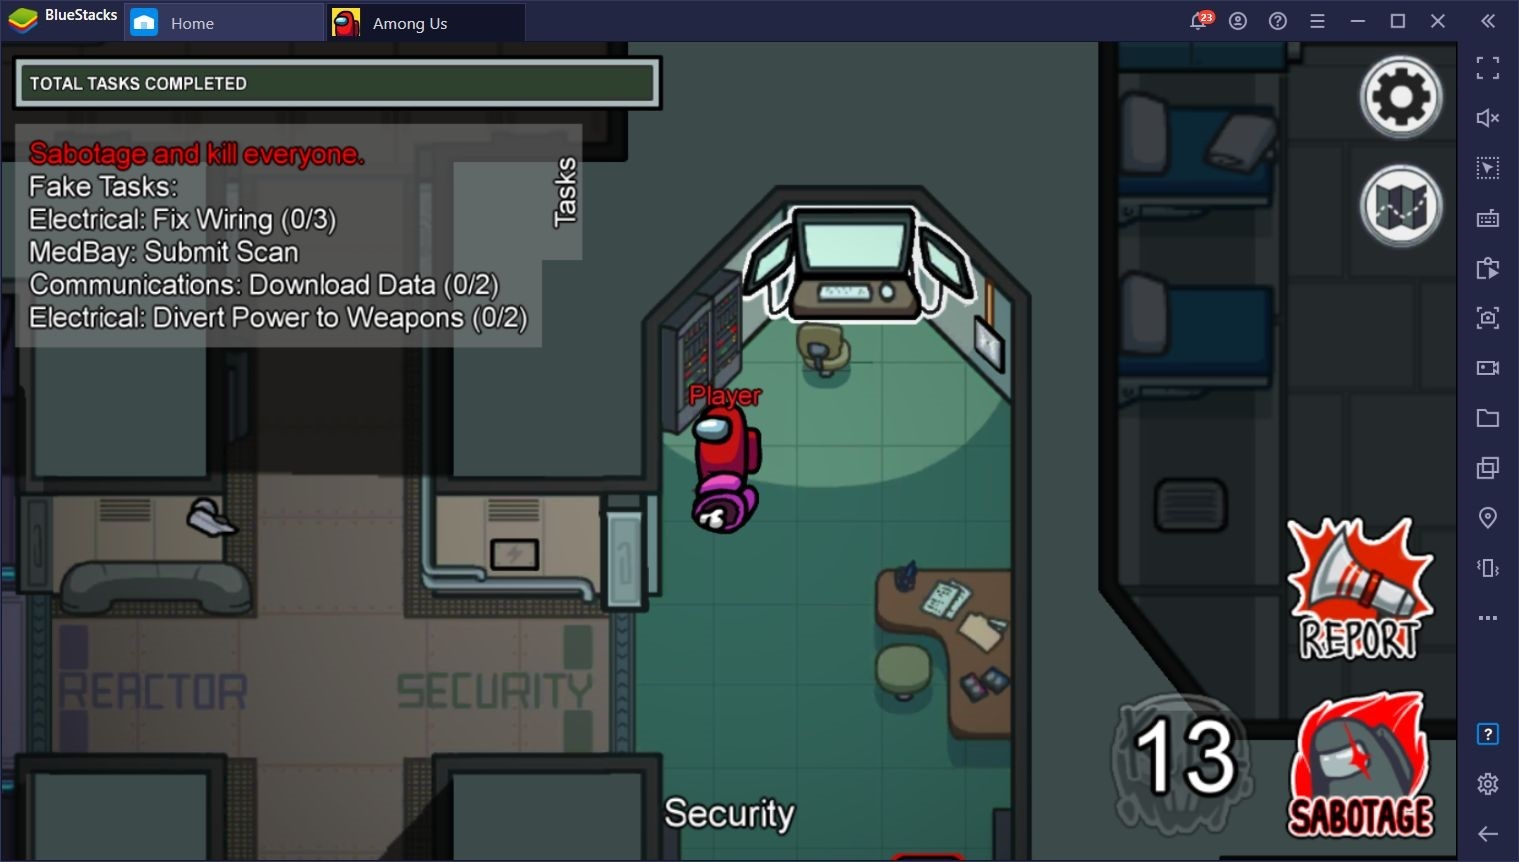 BlueStacks
Home
Among Us
23
TOTAL TASKS COMPLETED
Sabotage and kill everyone.
Fake Tasks:
Electrical: Fix Wiring (0/3)
MedBay: Submit Scan
Communications: Download Data (0/2)
Electrical: Divert Power to Weapons (0/2)
Tasks
Player
REPORT
REACTOR
SECURITY
13
SABOTAGE
Security
?